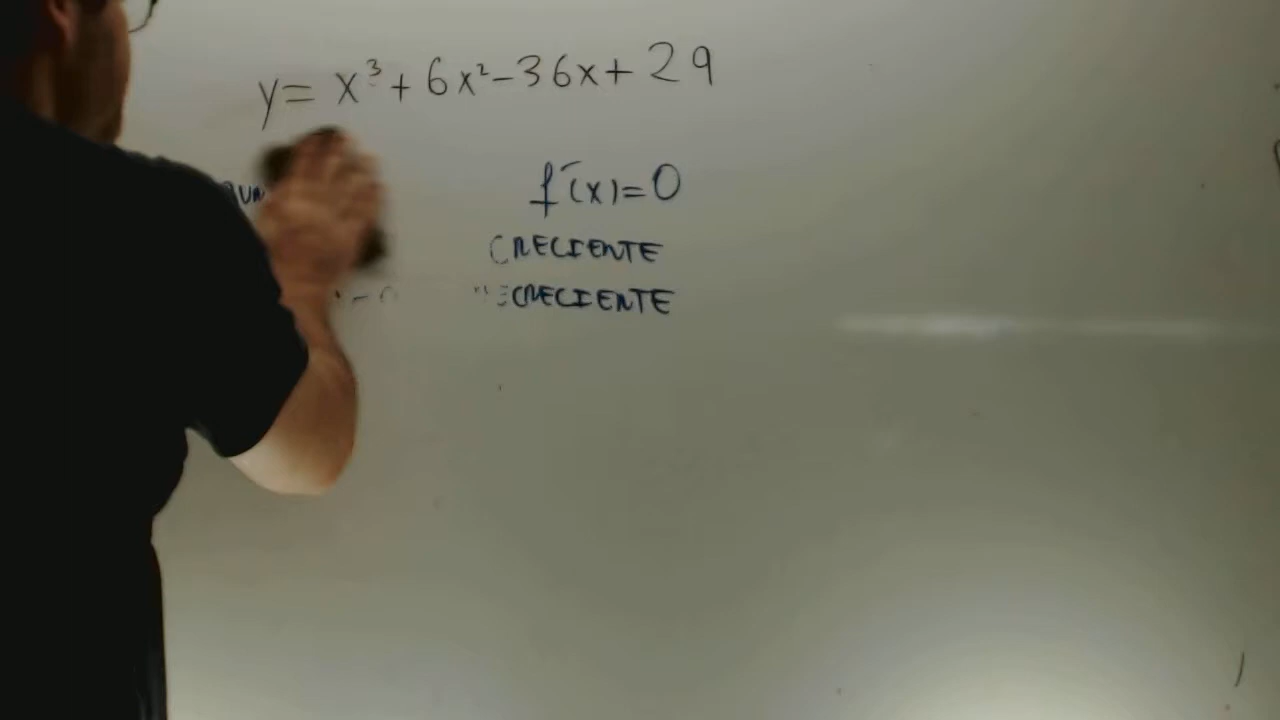 y= x³+6x²-36x+29
f'(x)=0
CRECIENTE
DECRECIENTE